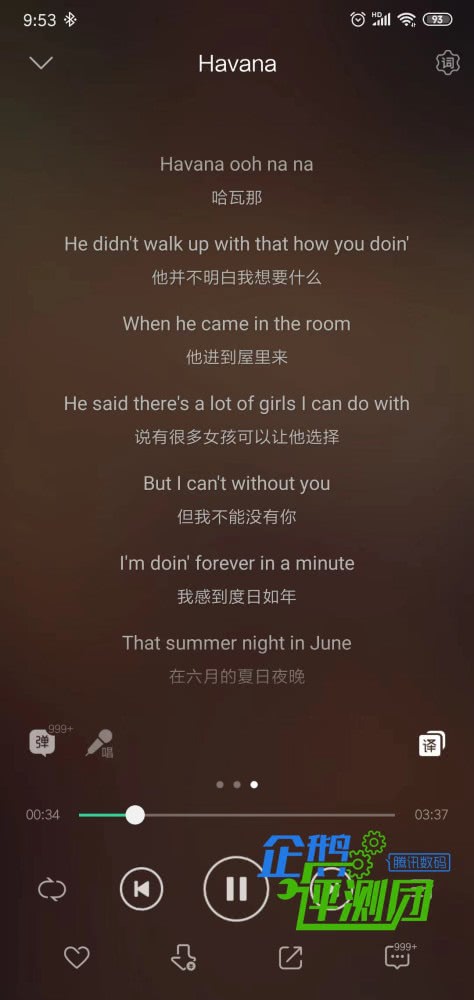 9:53
HD
93
Havana
词
Havana ooh na na
哈瓦那
He didn't walk up with that how you doin'
他并不明白我想要什么
When he came in the room
他进到屋里来
He said there's a lot of girls I can do with
说有很多女孩可以让他选择
But I can't without you
但我不能没有你
I'm doin' forever in a minute
我感到度日如年
That summer night in June
在六月的夏日夜晚
弹
999+
唱
译
00:34
03:37
企鹅
腾讯数码
评测团
999+